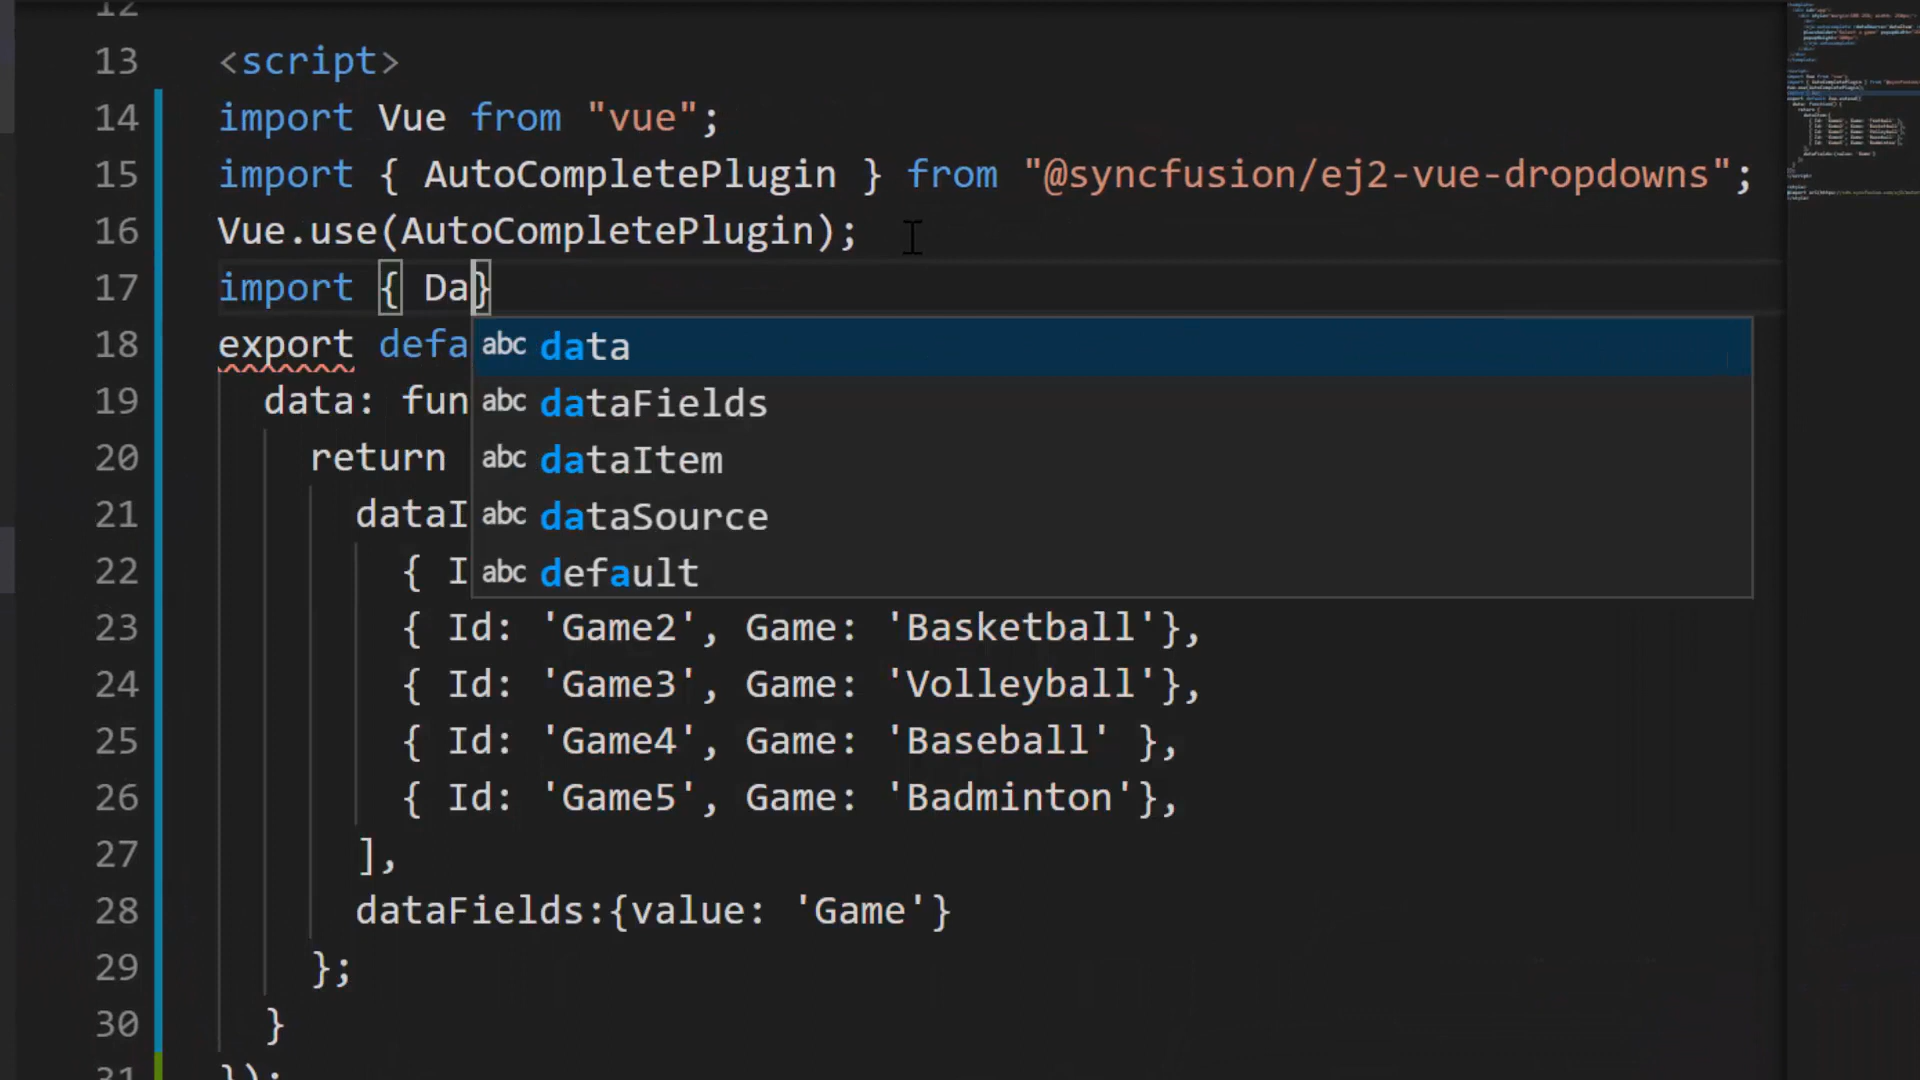 12
13 <script>
14 import Vue from "vue";
15 import { AutoCompletePlugin } from "@syncfusion/ej2-vue-dropdowns";
16 Vue.use(AutoCompletePlugin);
17 import { Da}
18 export defa
abc data
19 data: fun
abc dataFields
20 return
abc dataItem
21 dataI
abc dataSource
22 { I
abc default
23 { Id: 'Game2', Game: 'Basketball'},
24 { Id: 'Game3', Game: 'Volleyball'},
25 { Id: 'Game4', Game: 'Baseball' },
26 { Id: 'Game5', Game: 'Badminton'},
27 ],
28 dataFields:{value: 'Game'}
29 };
30 }
31 });